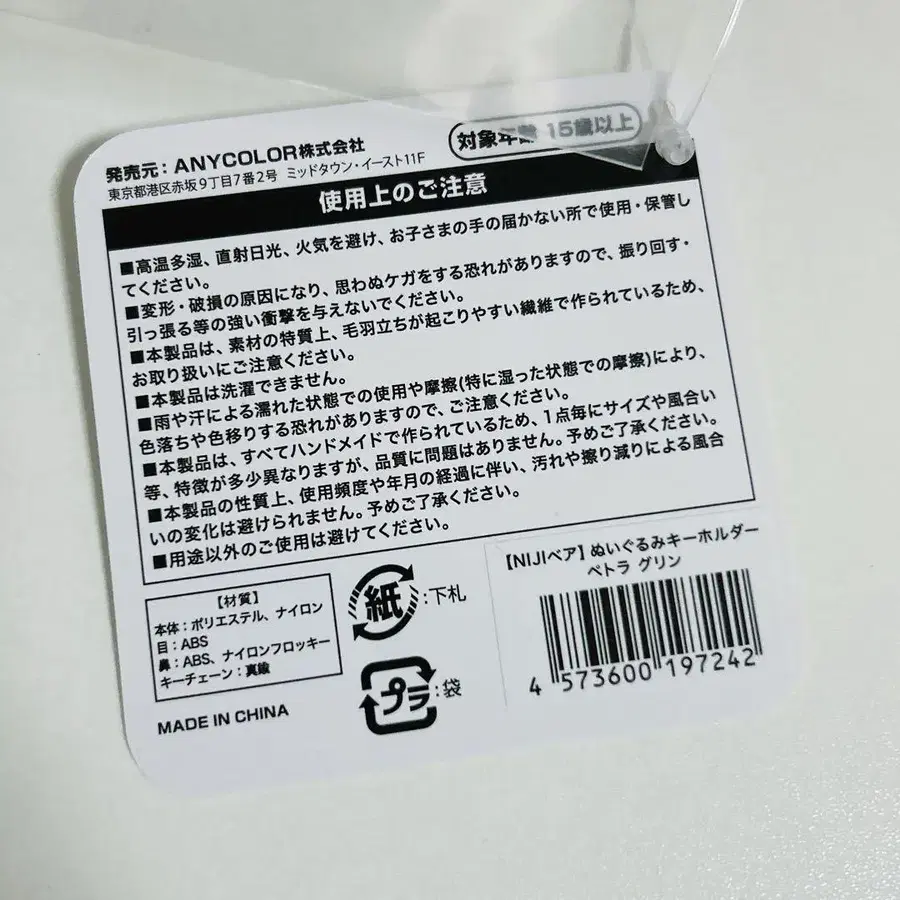 発売元：ANYCOLOR株式会社
東京都港区赤坂9丁目7番2号 ミッドタウン・イースト11F
対象年齢 15歳以上
使用上のご注意
■高温多湿、直射日光、火気を避け、お子さまの手の届かない所で使用・保管し
てください。
■変形・破損の原因になり、思わぬケガをする恐れがありますので、振り回す・
引っ張る等の強い衝撃を与えないでください。
■本製品は、素材の特質上、毛羽立ちが起こりやすい繊維で作られているため、
お取り扱いにご注意ください。
■本製品は洗濯できません。
■雨や汗による濡れた状態での使用や摩擦(特に湿った状態での摩擦)により、
色落ちや色移りする恐れがありますので、ご注意ください。
■本製品は、すべてハンドメイドで作られているため、1点毎にサイズや風合い
等、特徴が多少異なりますが、品質に問題はありません。予めご了承ください。
■本製品の性質上、使用頻度や年月の経過に伴い、汚れや擦り減りによる風合
いの変化は避けられません。予めご了承ください。
■用途以外のご使用は避けてください。
【材質】
本体：ポリエステル、ナイロン
目：ABS
鼻：ABS、ナイロンフロッキー
キーチェーン：真鍮
MADE IN CHINA
紙：下札
プラ：袋
【NIJIベア】ぬいぐるみキーホルダー
ペトラ グリン
4 573600 197242